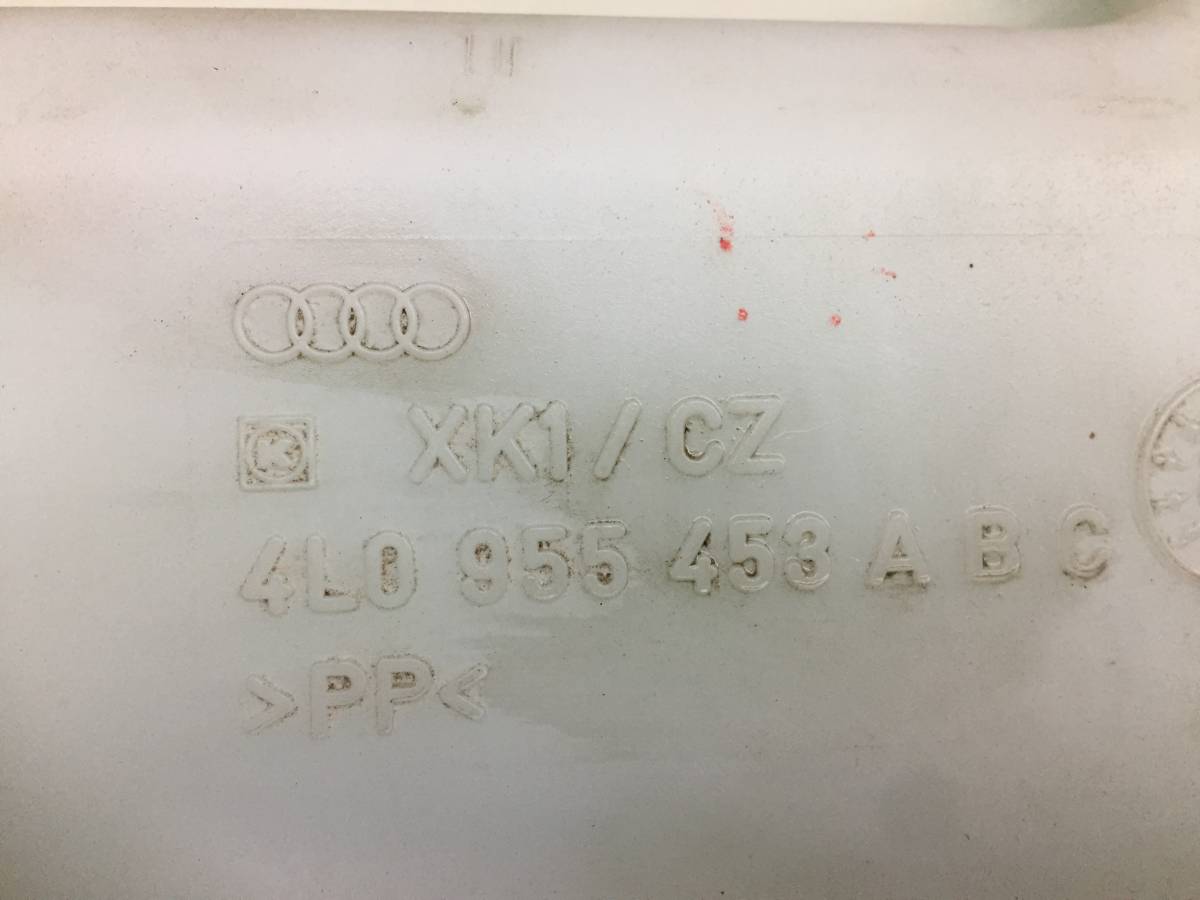 K XK1/CZ
4L0 955 453 A B C
>PP<